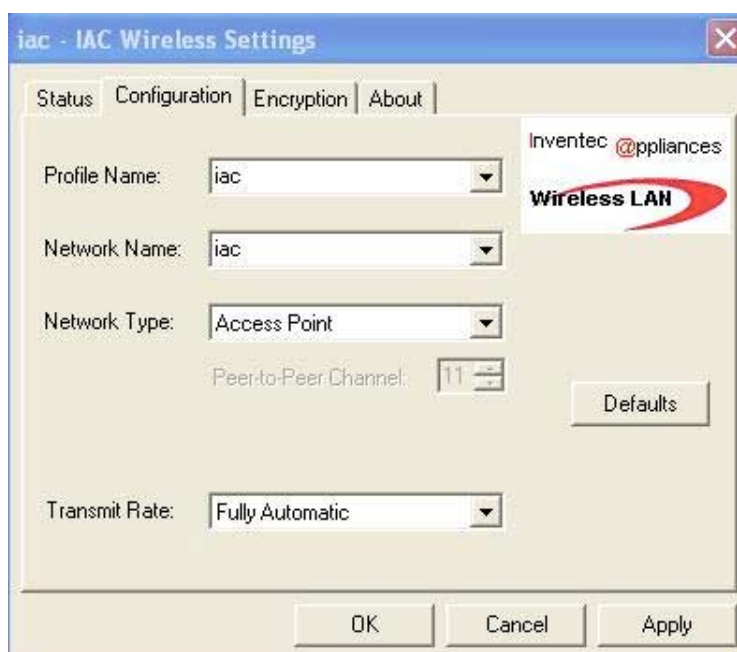 iac - IAC Wireless Settings
Status Configuration Encryption About
Inventec @ppliances
Wireless LAN
Profile Name: iac
Network Name: iac
Network Type: Access Point
Peer-to-Peer Channel: 11
Defaults
Transmit Rate: Fully Automatic
OK Cancel Apply